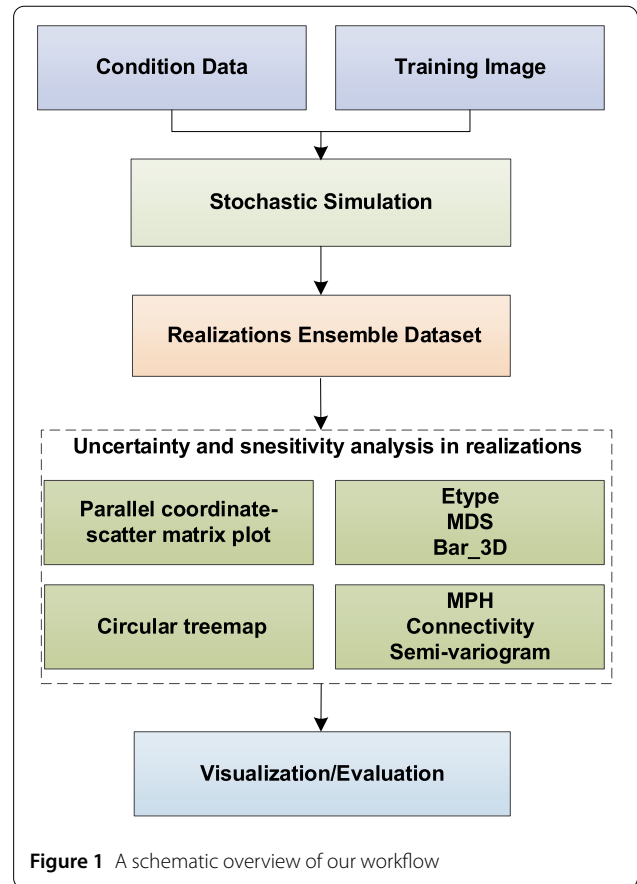 Condition Data
Training Image
Stochastic Simulation
Realizations Ensemble Dataset
Uncertainty and snesitivity analysis in realizations
Parallel coordinate-
scatter matrix plot
Etype
MDS
Bar_3D
Circular treemap
MPH
Connectivity
Semi-variogram
Visualization/Evaluation
Figure 1 A schematic overview of our workflow